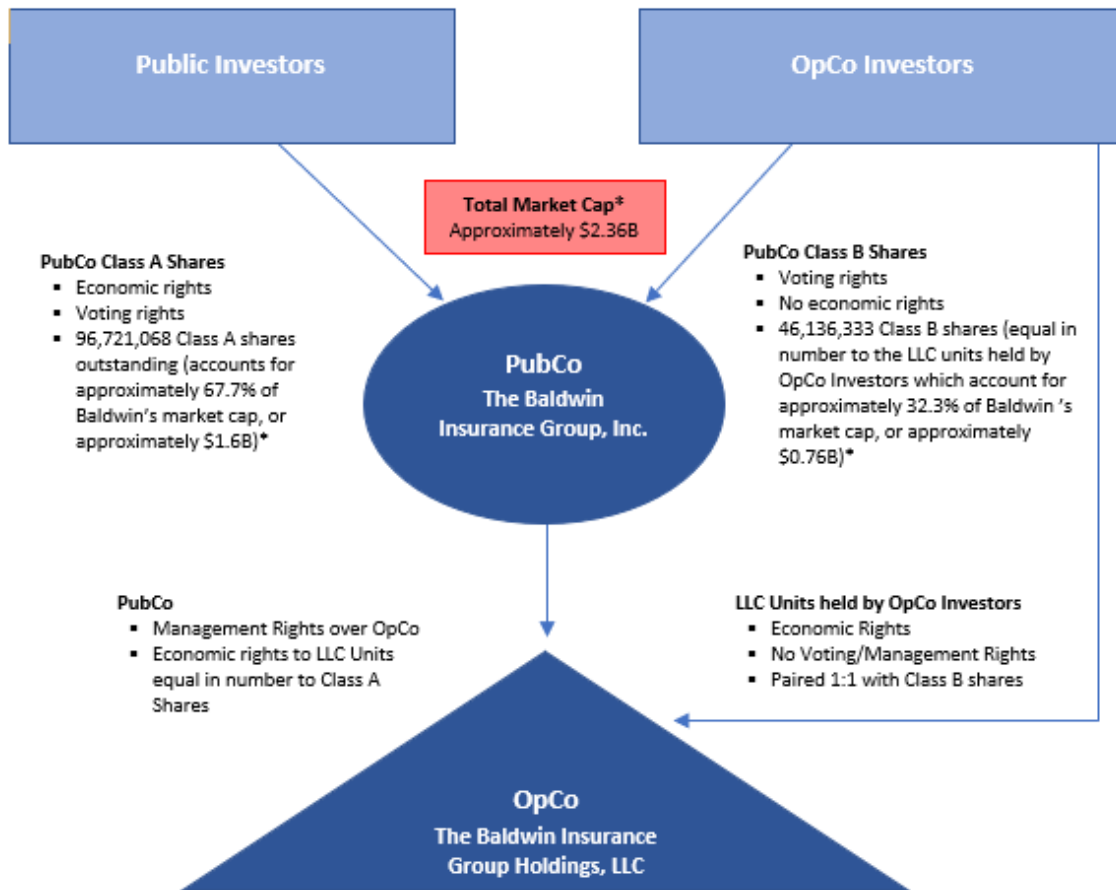 Public Investors
OpCo Investors
Total Market Cap*
Approximately $2.36B
PubCo Class A Shares
▪ Economic rights
▪ Voting rights
▪ 96,721,068 Class A shares
outstanding (accounts for
approximately 67.7% of
Baldwin's market cap, or
approximately $1.6B)*
PubCo Class B Shares
▪ Voting rights
▪ No economic rights
▪ 46,136,333 Class B shares (equal in
number to the LLC units held by
OpCo Investors which account for
approximately 32.3% of Baldwin 's
market cap, or approximately
$0.76B)*
PubCo
The Baldwin
Insurance Group, Inc.
PubCo
▪ Management Rights over OpCo
▪ Economic rights to LLC Units
equal in number to Class A
Shares
LLC Units held by OpCo Investors
▪ Economic Rights
▪ No Voting/Management Rights
▪ Paired 1:1 with Class B shares
OpCo
The Baldwin Insurance
Group Holdings, LLC